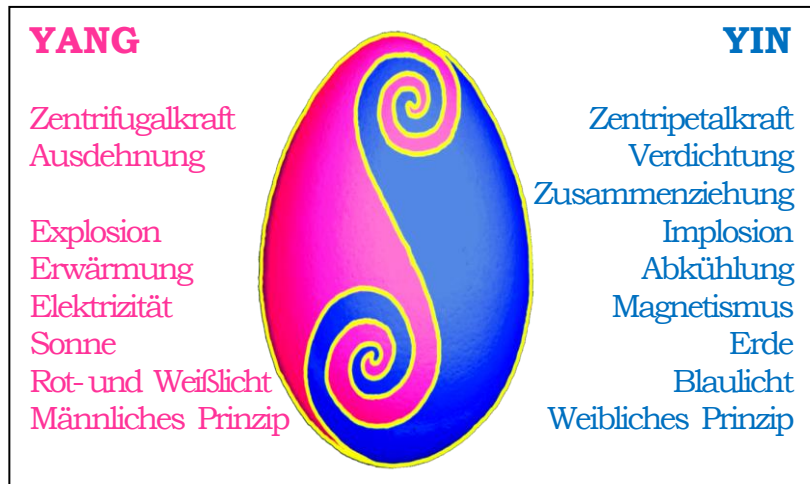 YANG
Zentrifugalkraft
Ausdehnung
Explosion
Erwärmung
Elektrizität
Sonne
Rot- und Weißlicht
Männliches Prinzip
YIN
Zentripetalkraft
Verdichtung
Zusammenziehung
Implosion
Abkühlung
Magnetismus
Erde
Blaulicht
Weibliches Prinzip